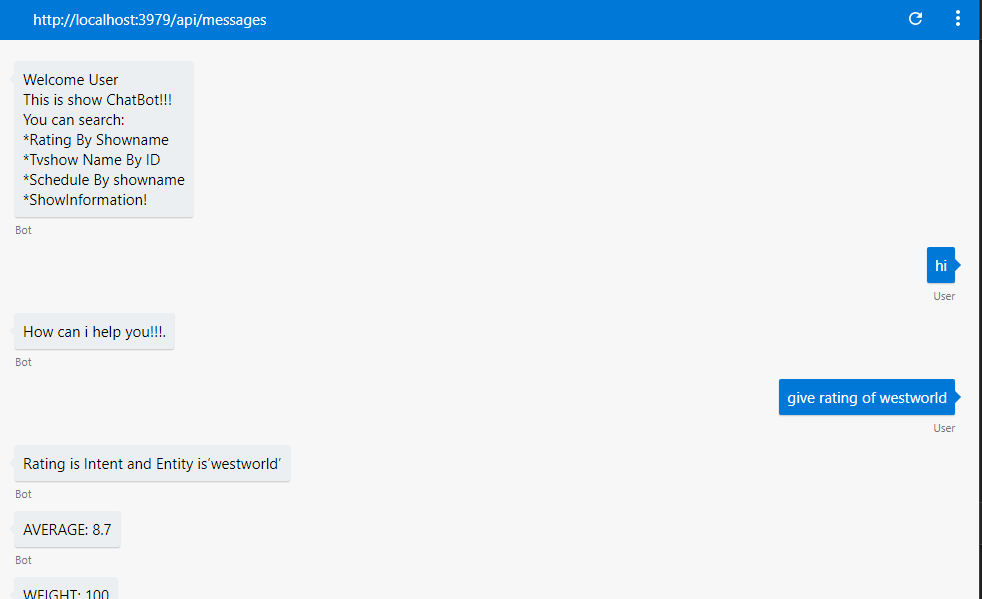 http://localhost:3979/api/messages
Welcome User
This is show ChatBot!!!
You can search:
*Rating By Showname
*Tvshow Name By ID
*Schedule By showname
*ShowInformation!
Bot
hi
User
How can i help you!!!.
Bot
give rating of westworld
User
Rating is Intent and Entity is'westworld'
Bot
AVERAGE: 8.7
Bot
WEIGHT: 100